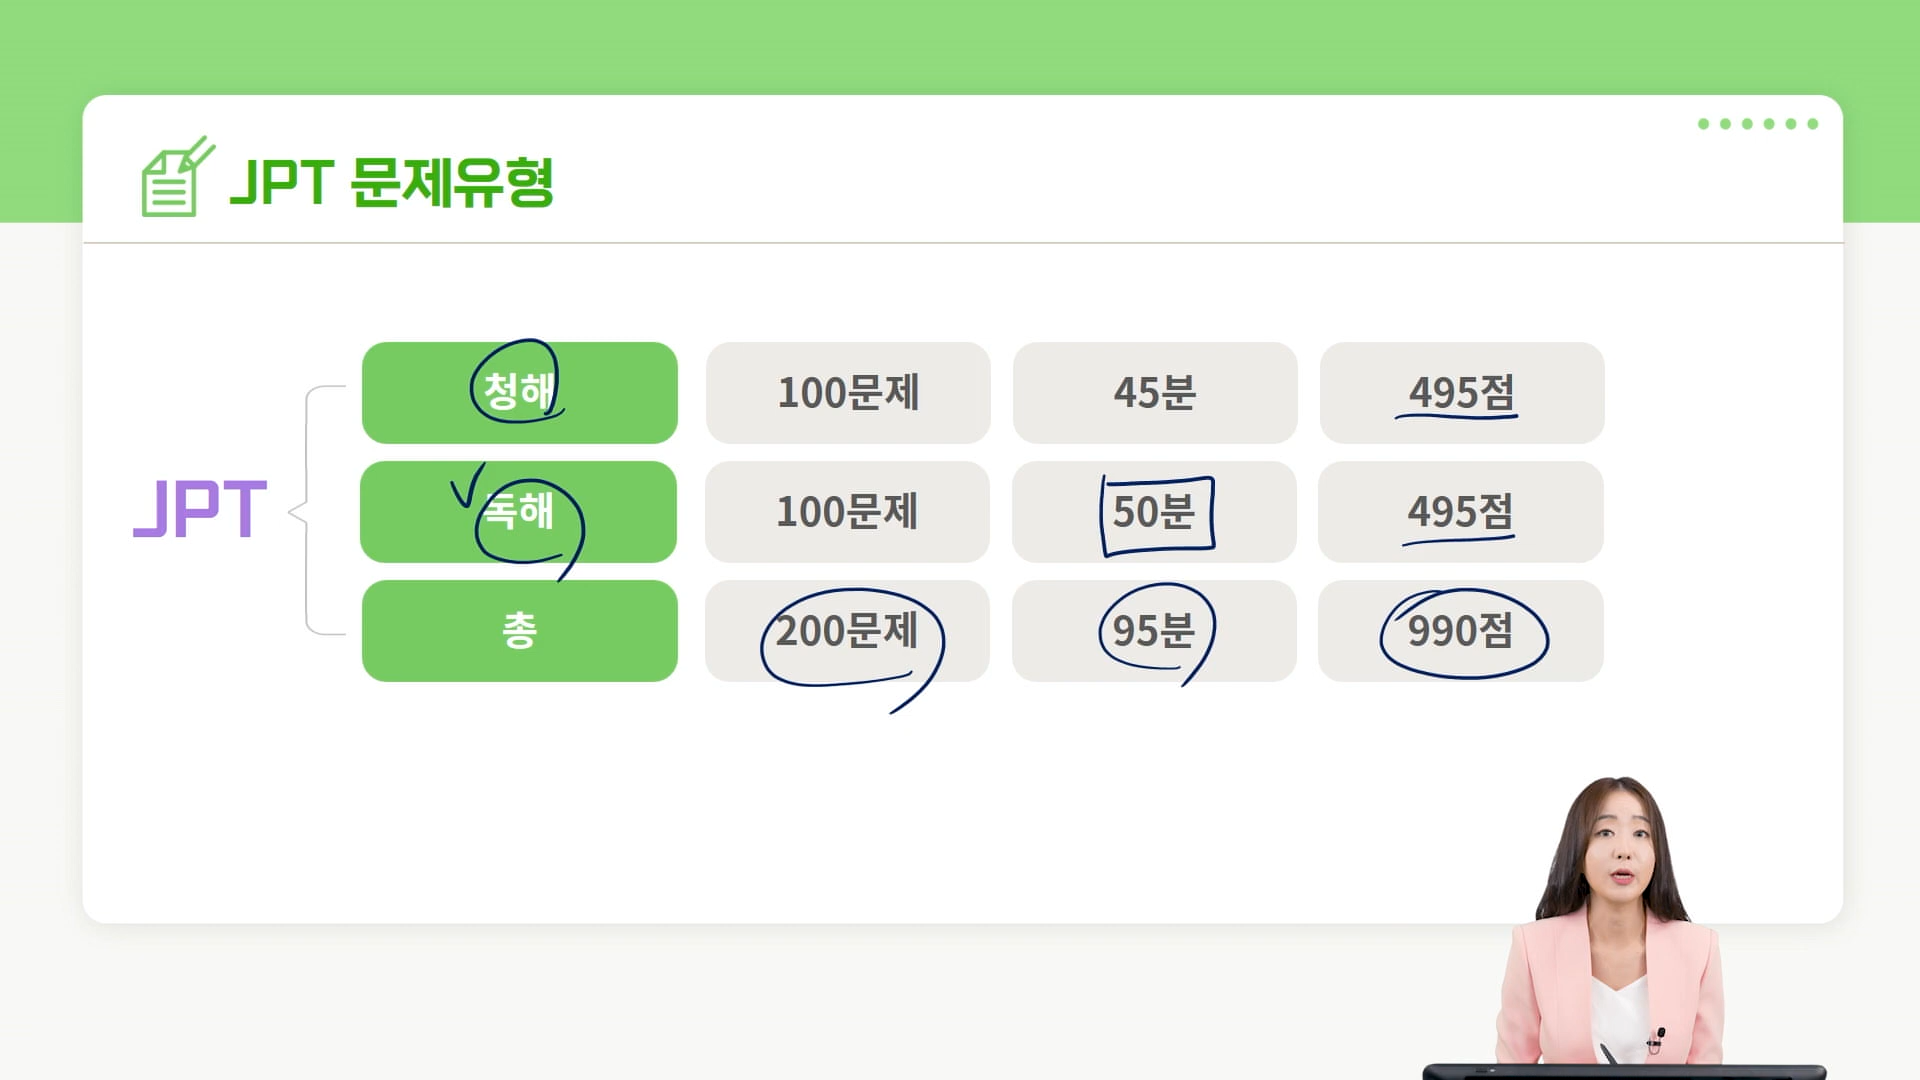 JPT 문제유형
청해 100문제 45분 495점
JPT
독해 100문제 50분 495점
총 200문제 95분 990점